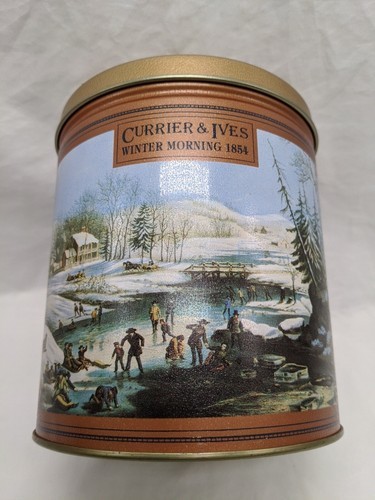 CURRIER & IVES
WINTER MORNING 1854